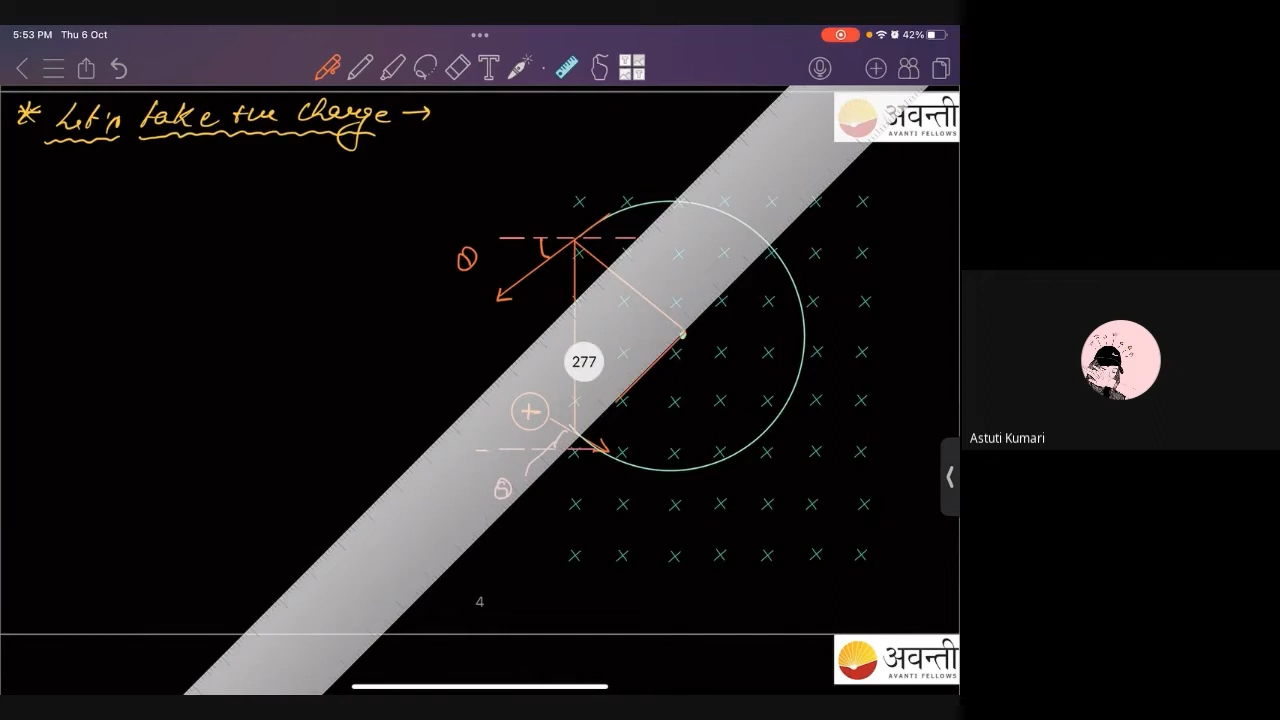 5:53 PM Thu 6 Oct
42%
* Let's take the charge →
अवन्ती
AVANTI FELLOWS
θ
277
+
θ
Astuti Kumari
4
अवन्ती
AVANTI FELLOWS